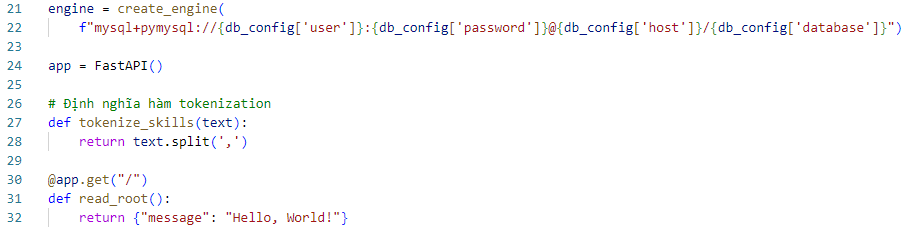 21 engine = create_engine(
22     f"mysql+pymysql://{db_config['user']}:{db_config['password']}@{db_config['host']}/{db_config['database']}")
23
24 app = FastAPI()
25
26 # Định nghĩa hàm tokenization
27 def tokenize_skills(text):
28     return text.split(',')
29
30 @app.get("/")
31 def read_root():
32     return {"message": "Hello, World!"}